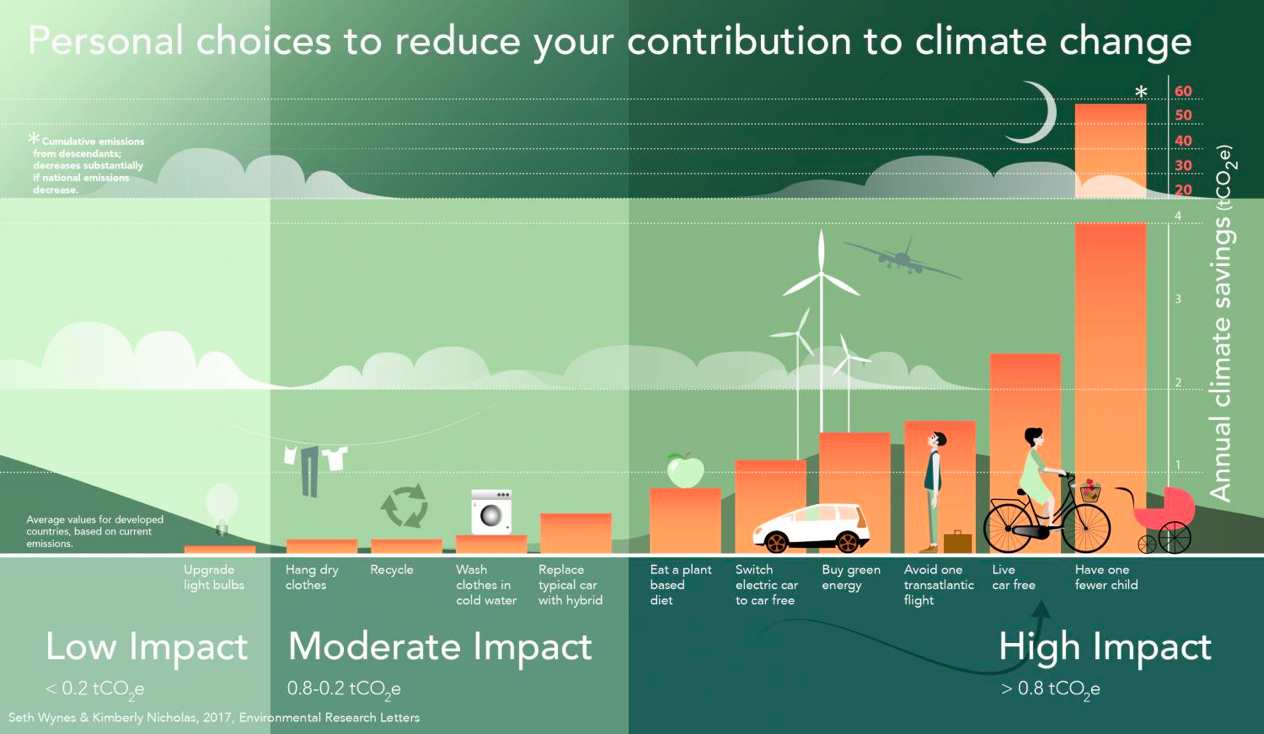 Personal choices to reduce your contribution to climate change
* Cumulative emissions
from descendants;
decreases substantially
if national emissions
decrease.
*
60
50
40
30
20
4
3
2
1
Annual climate savings (tCO2e)
Average values for developed
countries, based on current
emissions.
Upgrade
light bulbs
Hang dry
clothes
Recycle
Wash
clothes in
cold water
Replace
typical car
with hybrid
Eat a plant
based
diet
Switch
electric car
to car free
Buy green
energy
Avoid one
transatlantic
flight
Live
car free
Have one
fewer child
Low Impact
< 0.2 tCO2e
Moderate Impact
0.8-0.2 tCO2e
High Impact
> 0.8 tCO2e
Seth Wynes & Kimberly Nicholas, 2017, Environmental Research Letters